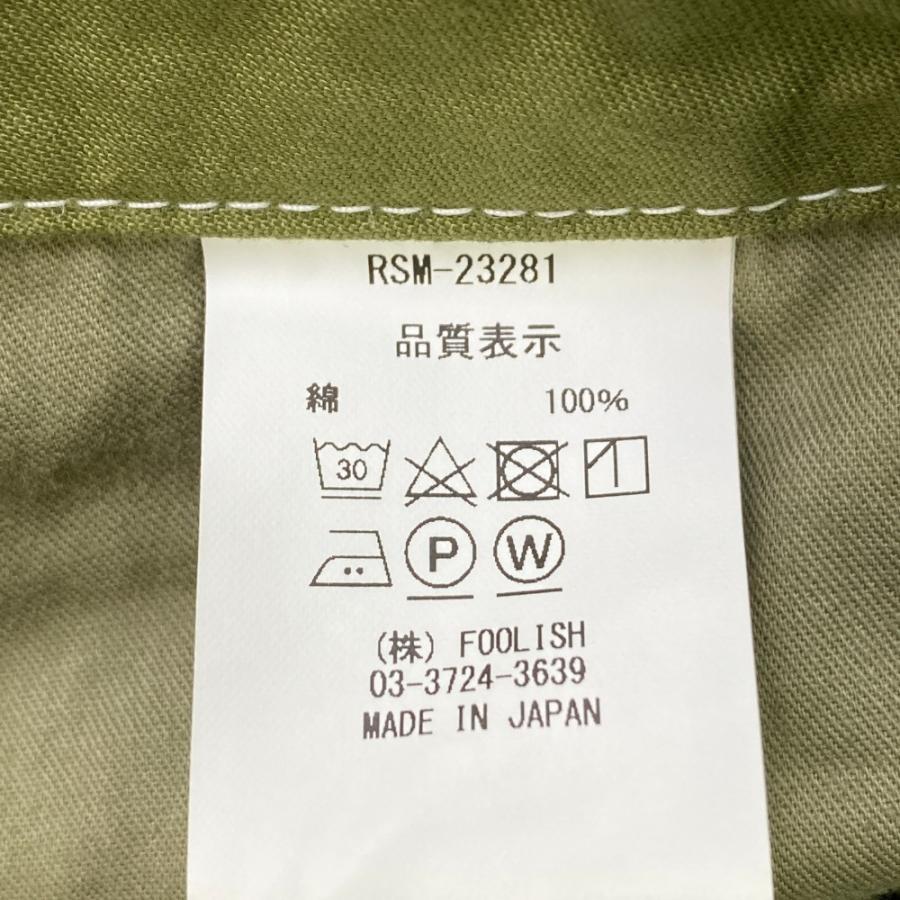 RSM-23281
品質表示
綿 100%
30
P W
(株) FOOLISH
03-3724-3639
MADE IN JAPAN